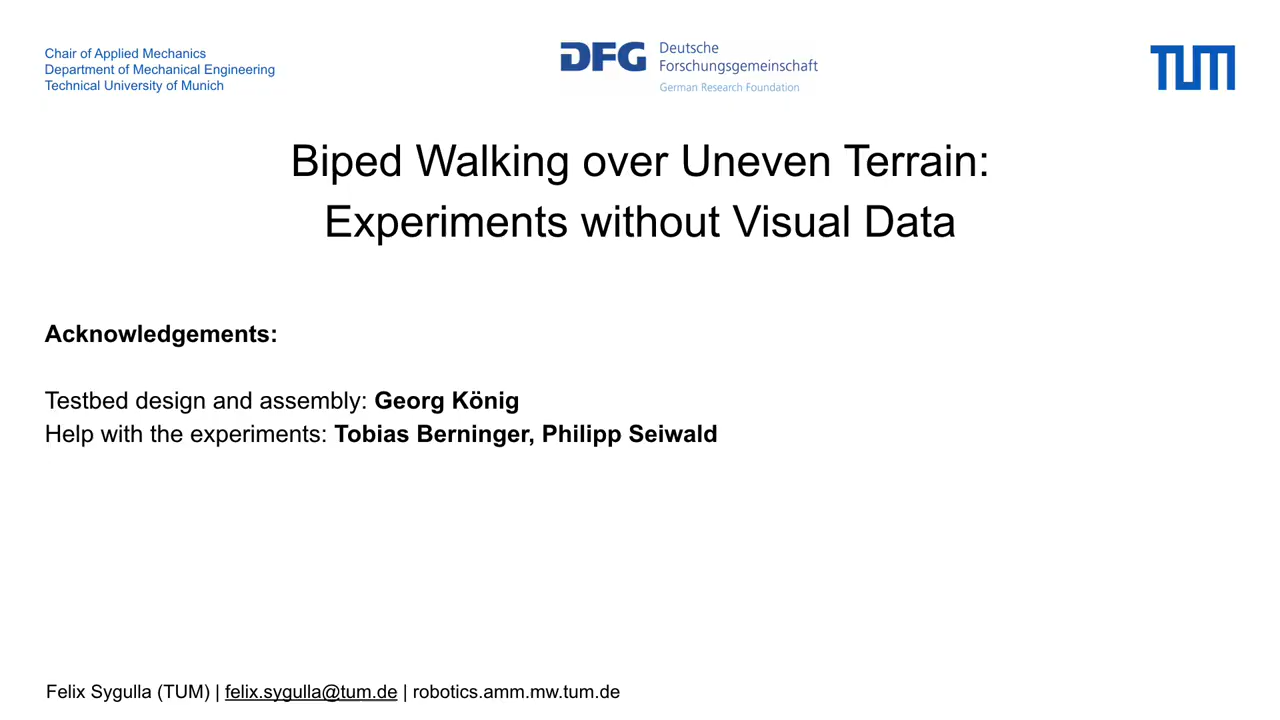 Chair of Applied Mechanics
Department of Mechanical Engineering
Technical University of Munich
DFG Deutsche
Forschungsgemeinschaft
German Research Foundation
TUM
Biped Walking over Uneven Terrain:
Experiments without Visual Data
Acknowledgements:
Testbed design and assembly: Georg König
Help with the experiments: Tobias Berninger, Philipp Seiwald
Felix Sygulla (TUM) | felix.sygulla@tum.de | robotics.amm.mw.tum.de